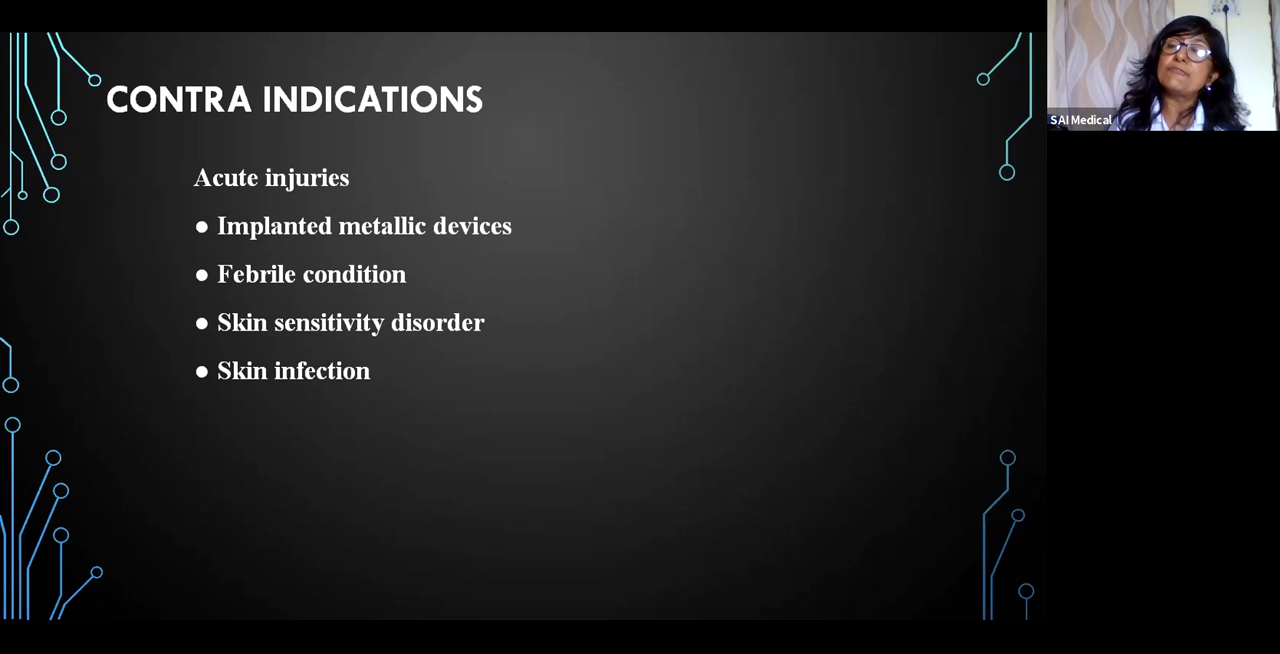 CONTRA INDICATIONS
Acute injuries
● Implanted metallic devices
● Febrile condition
● Skin sensitivity disorder
● Skin infection
SAI Medical